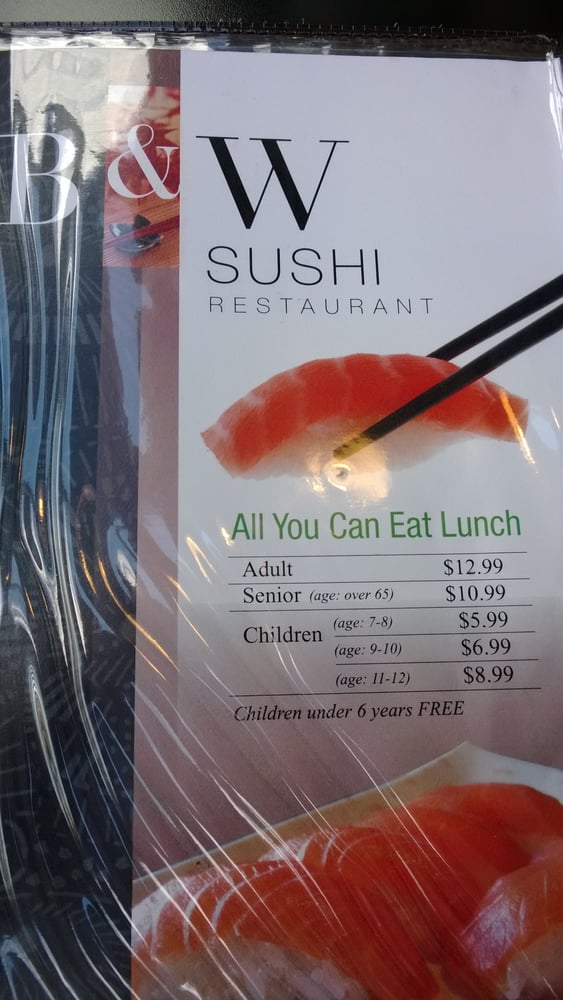 B & W
SUSHI
RESTAURANT
All You Can Eat Lunch
Adult $12.99
Senior (age: over 65) $10.99
Children (age: 7-8) $5.99
(age: 9-10) $6.99
(age: 11-12) $8.99
Children under 6 years FREE